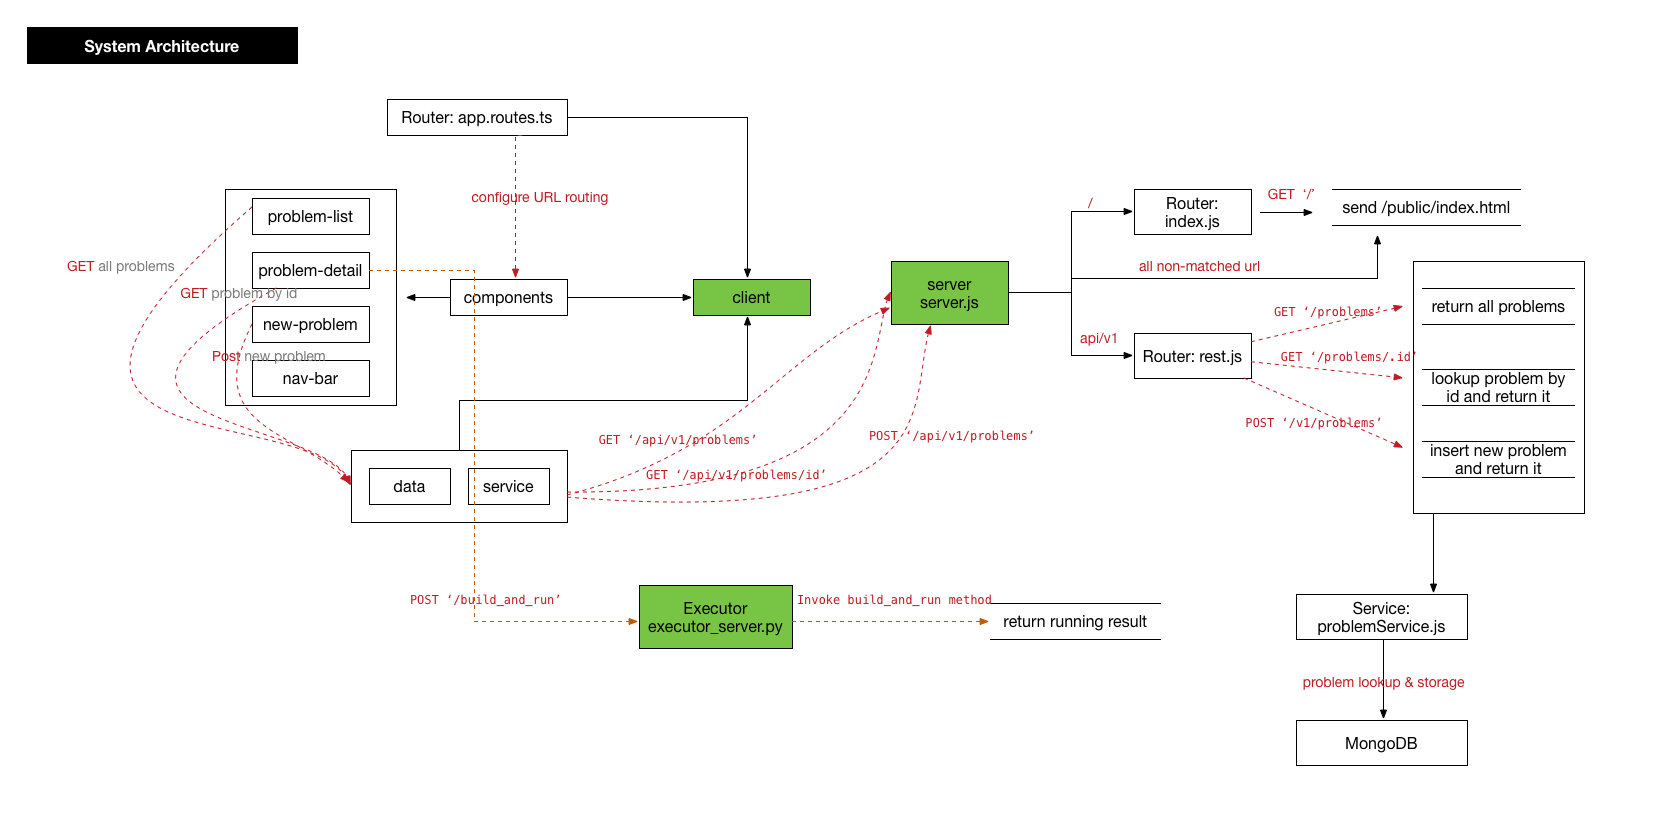 System Architecture
Router: app.routes.ts
configure URL routing
problem-list
GET all problems
problem-detail
GET problem by id
new-problem
Post new problem
nav-bar
components
client
data
service
GET ‘/api/v1/problems’
GET ‘/api/v1/problems/id’
POST ‘/api/v1/problems’
server
server.js
/
Router:
index.js
GET ‘/’
send /public/index.html
all non-matched url
api/v1
Router: rest.js
GET ‘/problems’
GET ‘/problems/.id’
POST ‘/v1/problems’
return all problems
lookup problem by
id and return it
insert new problem
and return it
POST ‘/build_and_run’
Executor
executor_server.py
Invoke build_and_run method
return running result
Service:
problemService.js
problem lookup & storage
MongoDB